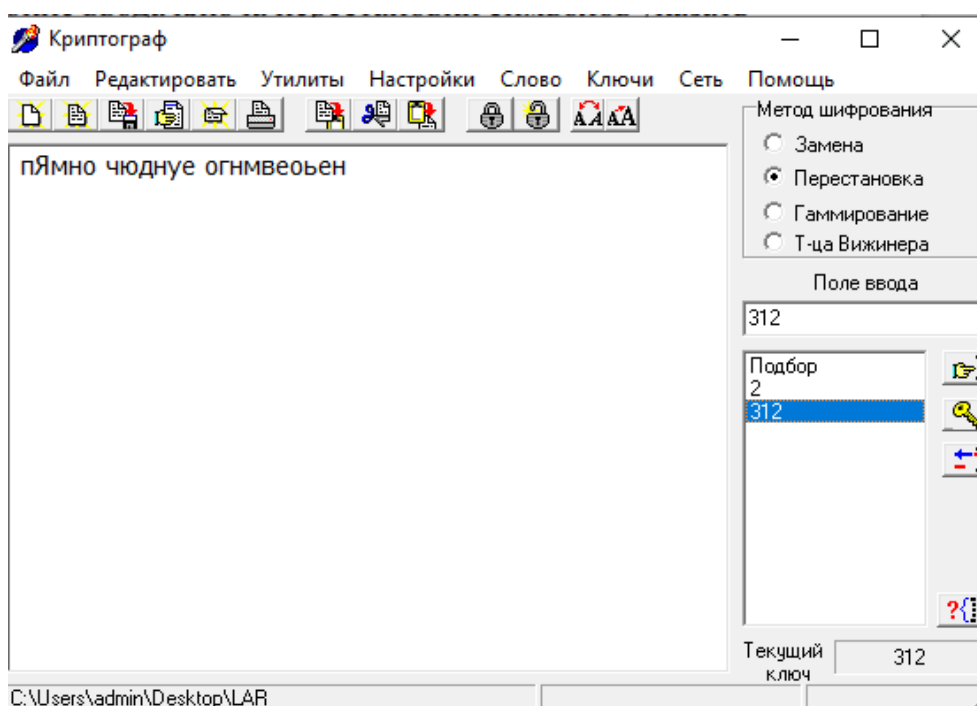 Криптограф
Файл Редактировать Утилиты Настройки Слово Ключи Сеть Помощь
Метод шифрования
Замена
Перестановка
Гаммирование
Т-ца Вижинера
пЯмно чюднуе огнмвеоьен
Поле ввода
312
Подбор
2
312
Текущий ключ
312
C:\Users\admin\Desktop\LAR